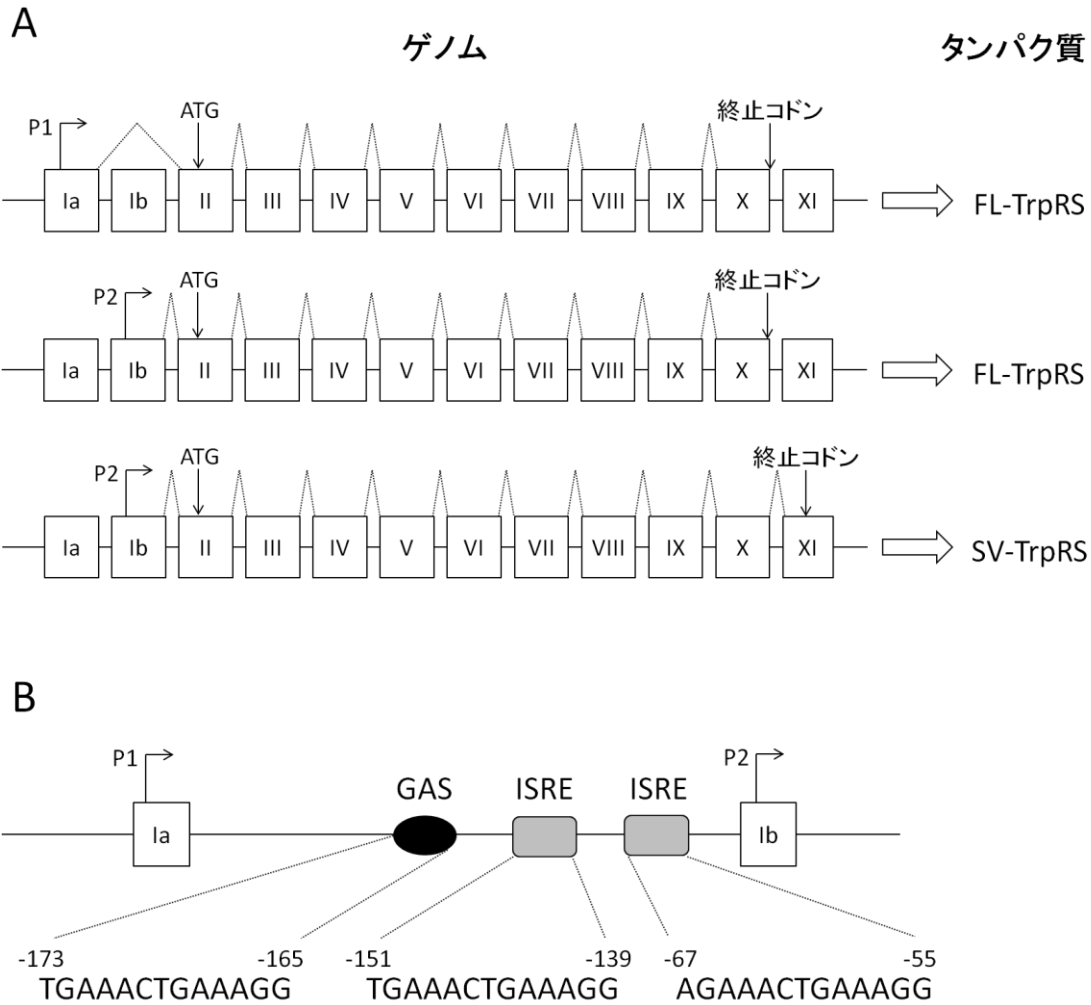 A
ゲノム タンパク質
ATG 終止コドン
P1
Ia Ib II III IV V VI VII VIII IX X XI FL-TrpRS
ATG 終止コドン
P2
Ia Ib II III IV V VI VII VIII IX X XI FL-TrpRS
ATG 終止コドン
P2
Ia Ib II III IV V VI VII VIII IX X XI SV-TrpRS
B
P1 P2
GAS ISRE ISRE
Ia Ib
-173 -165 -151 -139 -67 -55
TGAAACTGAAAGG TGAAACTGAAAGG AGAAACTGAAAGG